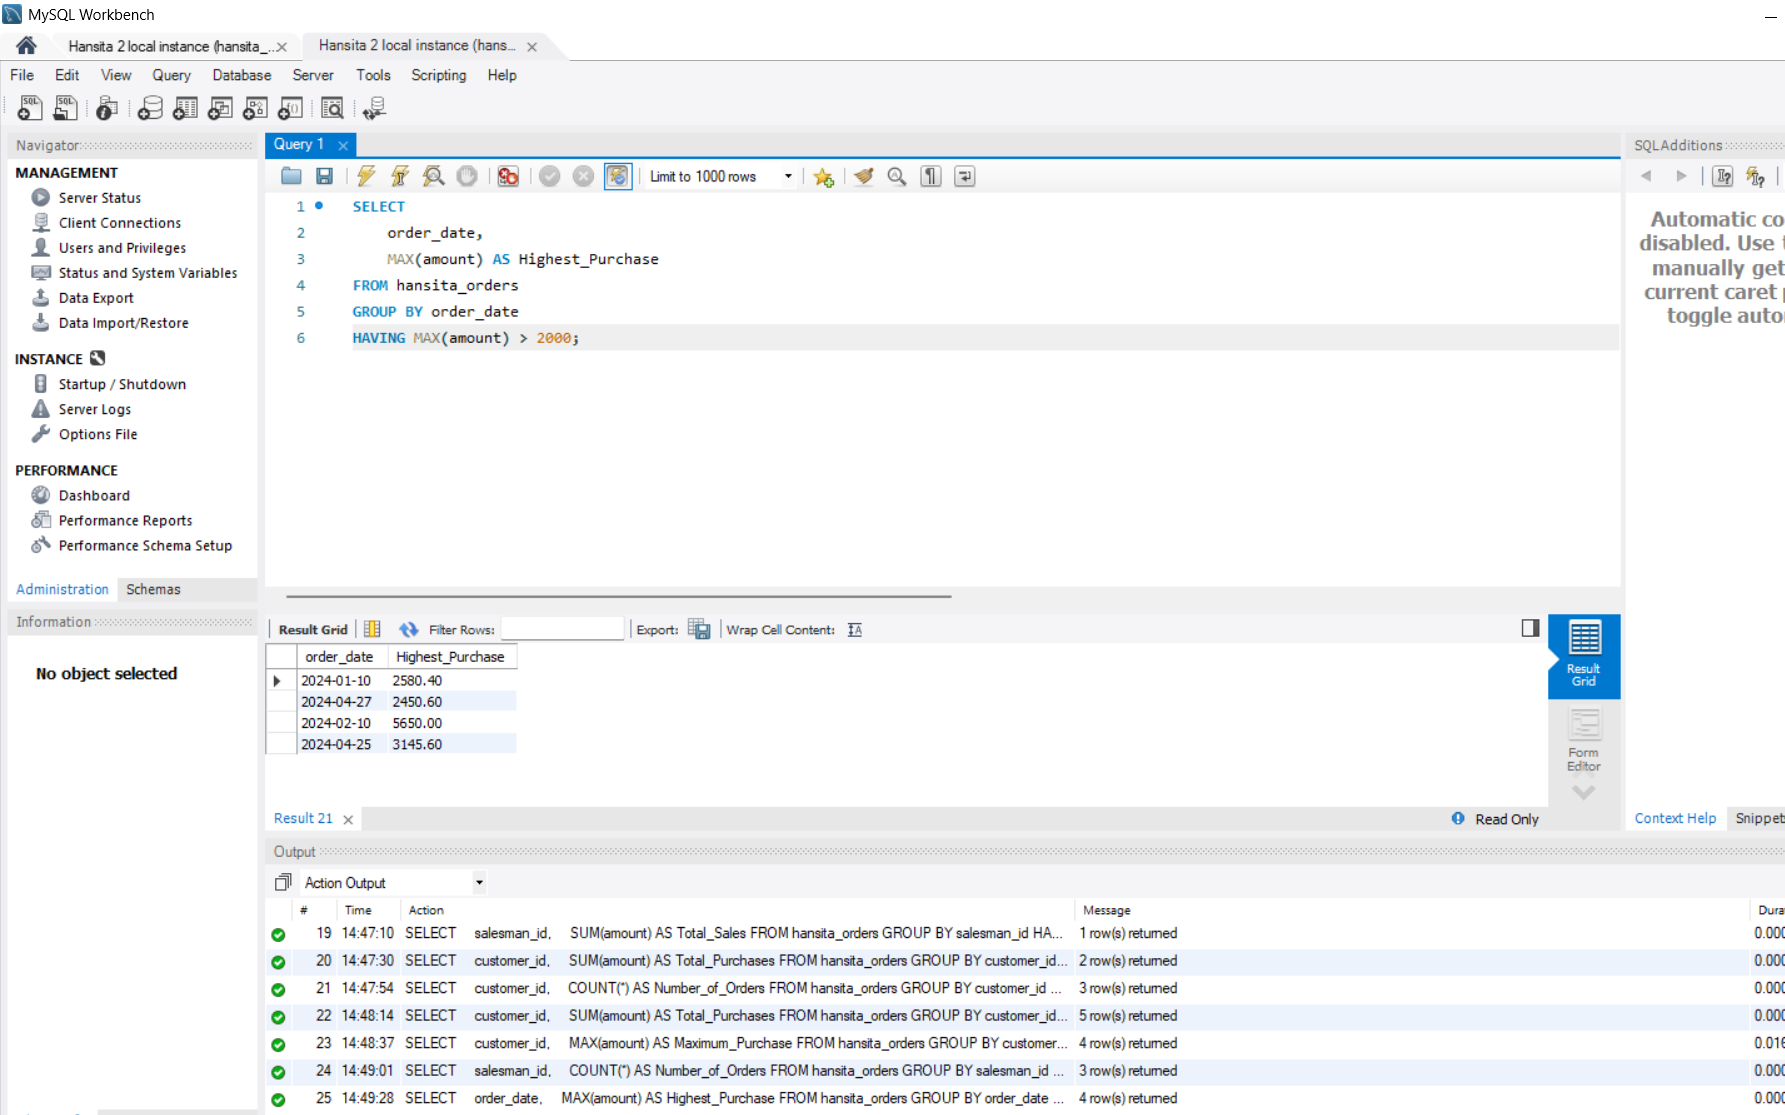 MySQL Workbench
Hansita 2 local instance (hansita_...
Hansita 2 local instance (hans...
File Edit View Query Database Server Tools Scripting Help
Navigator
MANAGEMENT
Server Status
Client Connections
Users and Privileges
Status and System Variables
Data Export
Data Import/Restore
INSTANCE
Startup / Shutdown
Server Logs
Options File
PERFORMANCE
Dashboard
Performance Reports
Performance Schema Setup
Administration Schemas
Information
No object selected
Query 1
Limit to 1000 rows
1 SELECT
2 order_date,
3 MAX(amount) AS Highest_Purchase
4 FROM hansita_orders
5 GROUP BY order_date
6 HAVING MAX(amount) > 2000;
Result Grid Filter Rows: Export: Wrap Cell Content:
order_date Highest_Purchase
2024-01-10 2580.40
2024-04-27 2450.60
2024-02-10 5650.00
2024-04-25 3145.60
Result Grid
Form Editor
Result 21
Read Only
SQLAdditions
Automatic co
disabled. Use
manually get
current caret
toggle auto
Context Help Snippet
Output
Action Output
# Time Action Message Dura
19 14:47:10 SELECT salesman_id, SUM(amount) AS Total_Sales FROM hansita_orders GROUP BY salesman_id HA... 1 row(s) returned 0.000
20 14:47:30 SELECT customer_id, SUM(amount) AS Total_Purchases FROM hansita_orders GROUP BY customer_id... 2 row(s) returned 0.000
21 14:47:54 SELECT customer_id, COUNT(*) AS Number_of_Orders FROM hansita_orders GROUP BY customer_id ... 3 row(s) returned 0.000
22 14:48:14 SELECT customer_id, SUM(amount) AS Total_Purchases FROM hansita_orders GROUP BY customer_id... 5 row(s) returned 0.000
23 14:48:37 SELECT customer_id, MAX(amount) AS Maximum_Purchase FROM hansita_orders GROUP BY customer... 4 row(s) returned 0.016
24 14:49:01 SELECT salesman_id, COUNT(*) AS Number_of_Orders FROM hansita_orders GROUP BY salesman_id ... 3 row(s) returned 0.000
25 14:49:28 SELECT order_date, MAX(amount) AS Highest_Purchase FROM hansita_orders GROUP BY order_date ... 4 row(s) returned 0.000